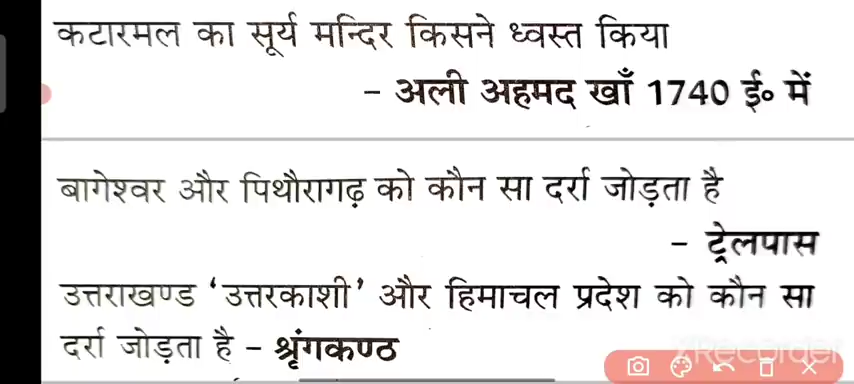 कटारमल का सूर्य मन्दिर किसने ध्वस्त किया
- अली अहमद खाँ 1740 ई० में
बागेश्वर और पिथौरागढ़ को कौन सा दर्रा जोड़ता है
- ट्रेलपास
उत्तराखण्ड ‘उत्तरकाशी’ और हिमाचल प्रदेश को कौन सा
दर्रा जोड़ता है - श्रृंगकण्ठ